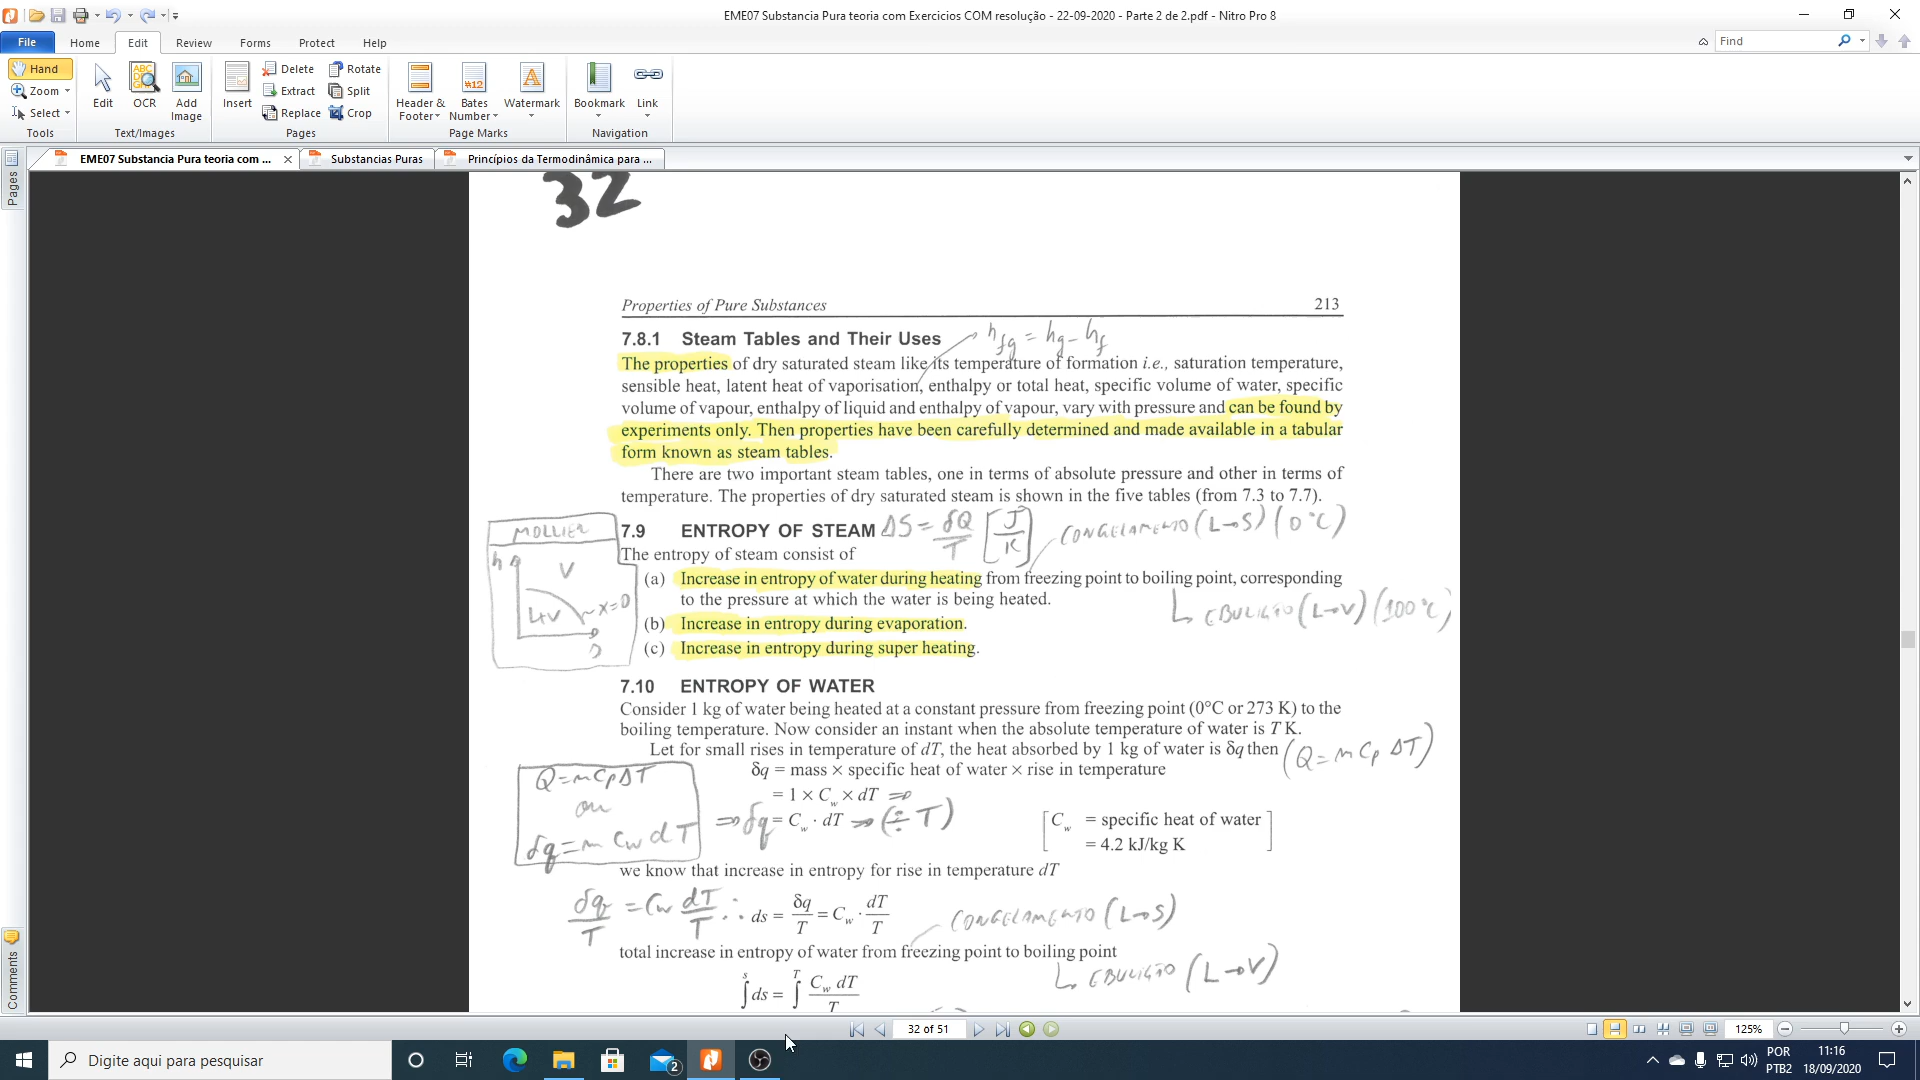 EME07 Substancia Pura teoria com Exercicios COM resolução - 22-09-2020 - Parte 2 de 2.pdf - Nitro Pro 8
File Home Edit Review Forms Protect Help Find
Hand Zoom Select Tools
Edit OCR Add Image Text/Images
Insert Delete Extract Replace Rotate Split Crop Pages
Header & Footer Bates Number Watermark Page Marks
Bookmark Link Navigation
EME07 Substancia Pura teoria com ... Substancias Puras Princípios da Termodinâmica para ...
Pages
32
Properties of Pure Substances 213
7.8.1 Steam Tables and Their Uses
h_fg = h_g - h_f
The properties of dry saturated steam like its temperature of formation i.e., saturation temperature,
sensible heat, latent heat of vaporisation, enthalpy or total heat, specific volume of water, specific
volume of vapour, enthalpy of liquid and enthalpy of vapour, vary with pressure and can be found by
experiments only. Then properties have been carefully determined and made available in a tabular
form known as steam tables.
There are two important steam tables, one in terms of absolute pressure and other in terms of
temperature. The properties of dry saturated steam is shown in the five tables (from 7.3 to 7.7).
MOLLIER
h V
L+V x=0
7.9 ENTROPY OF STEAM ΔS = δQ/T [J/K] CONGELAMENTO (L→S) (0°C)
The entropy of steam consist of
(a) Increase in entropy of water during heating from freezing point to boiling point, corresponding
to the pressure at which the water is being heated.
EBULIÇÃO (L→V) (100°C)
(b) Increase in entropy during evaporation.
(c) Increase in entropy during super heating.
7.10 ENTROPY OF WATER
Consider 1 kg of water being heated at a constant pressure from freezing point (0°C or 273 K) to the
boiling temperature. Now consider an instant when the absolute temperature of water is T K.
Let for small rises in temperature of dT, the heat absorbed by 1 kg of water is δq then (Q = m Cp ΔT)
δq = mass × specific heat of water × rise in temperature
= 1 × C_w × dT ⇒
⇒ δq = C_w · dT ⇒ (÷ T)
[C_w = specific heat of water
= 4.2 kJ/kg K]
Q = m Cp ΔT
ou
δq = m Cw dT
we know that increase in entropy for rise in temperature dT
δq/T = Cw dT/T ∴ ds = δq/T = C_w · dT/T
CONGELAMENTO (L→S)
total increase in entropy of water from freezing point to boiling point
EBULIÇÃO (L→V)
∫^s ds = ∫^T C_w dT/T
Comments
32 of 51 125%
Digite aqui para pesquisar
2
POR PTB2
11:16
18/09/2020